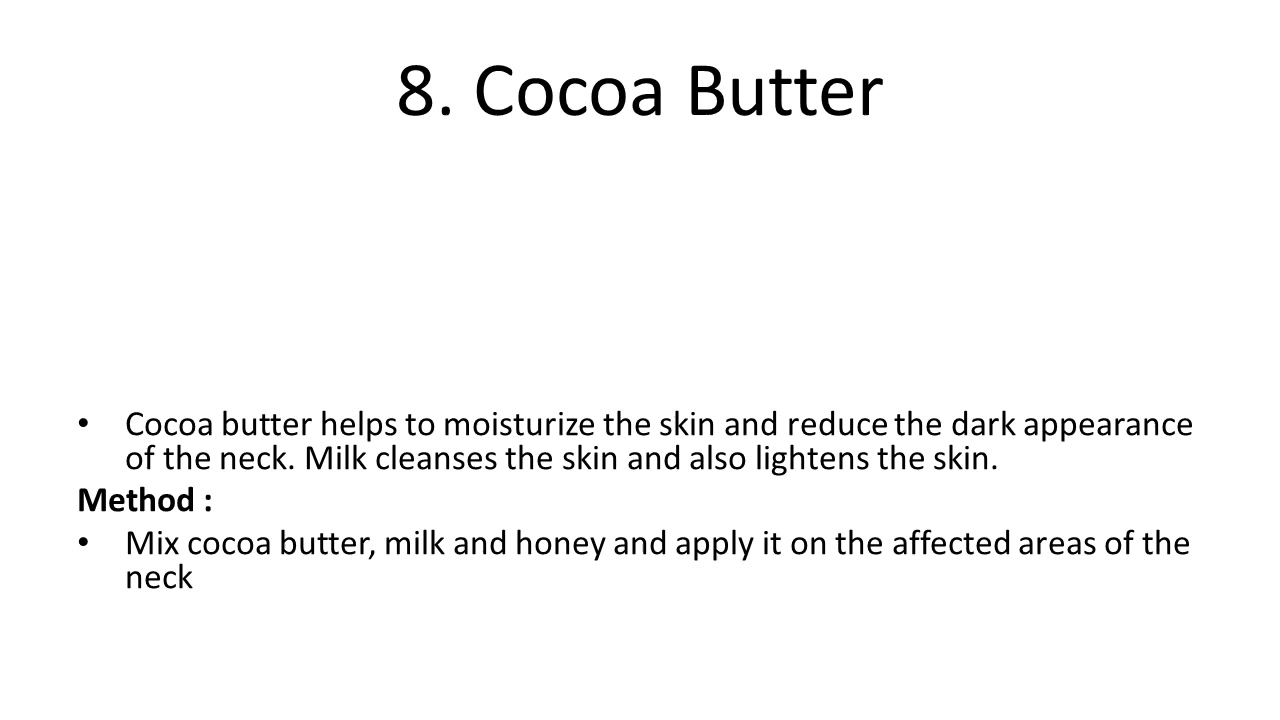 8. Cocoa Butter
• Cocoa butter helps to moisturize the skin and reduce the dark appearance
of the neck. Milk cleanses the skin and also lightens the skin.
Method :
• Mix cocoa butter, milk and honey and apply it on the affected areas of the
neck